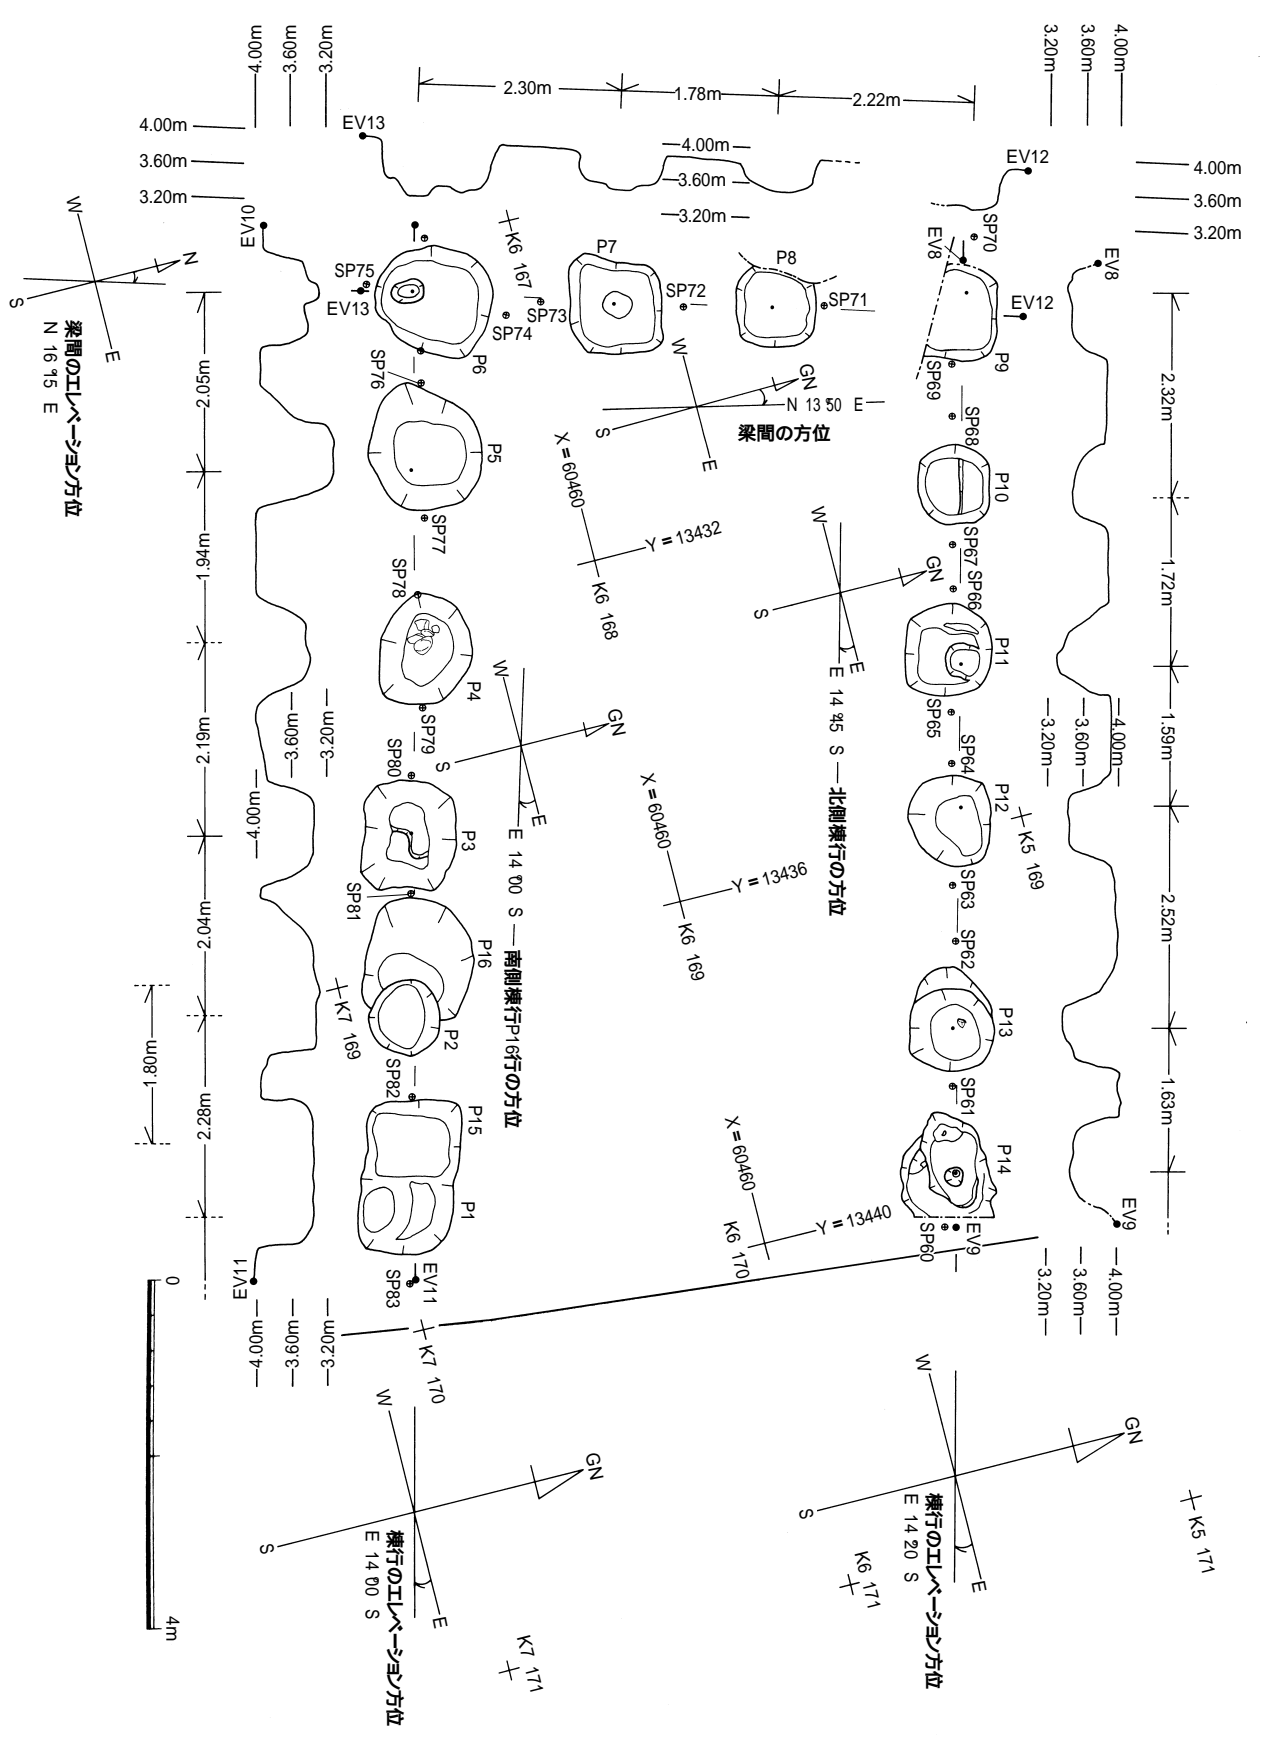 4.00m
3.60m
3.20m
3.20m
3.60m
4.00m
2.30m
1.78m
2.22m
4.00m
3.60m
3.20m
EV13
4.00m
3.60m
3.20m
EV12
4.00m
3.60m
3.20m
W
N
S
E
梁間のエレベーション方位
N 16°15 E
EV10
SP75
EV13
K6 167
P7
P8
SP70
EV8
EV8
SP74
SP73
SP72
SP71
EV12
P6
P9
SP76
SP69
2.05m
2.32m
W
GN
S
E
N 13°50 E
梁間の方位
P5
SP68
P10
SP77
X = 60460
Y = 13432
K6 168
SP67
SP66
1.94m
1.72m
SP78
W
GN
S
E
E 14°45 S
北側棟行の方位
P11
P4
SP65
SP79
W
GN
S
E
E 14°00 S
南側棟行P16行の方位
3.60m
3.20m
4.00m
2.19m
SP80
SP64
3.20m
3.60m
4.00m
1.59m
P3
X = 60460
Y = 13436
K6 169
P12
K5 169
SP81
SP63
2.04m
2.52m
P16
SP62
K7 169
P2
P13
1.80m
SP82
SP61
2.28m
1.63m
P15
P14
P1
X = 60460
Y = 13440
K6 170
SP60
EV9
EV9
EV11
SP83
EV11
0
4m
4.00m
3.60m
3.20m
3.20m
3.60m
4.00m
K7 170
W
GN
S
E
棟行のエレベーション方位
E 14°00 S
W
GN
S
E
棟行のエレベーション方位
E 14°20 S
K5 171
K6 171
K7 171